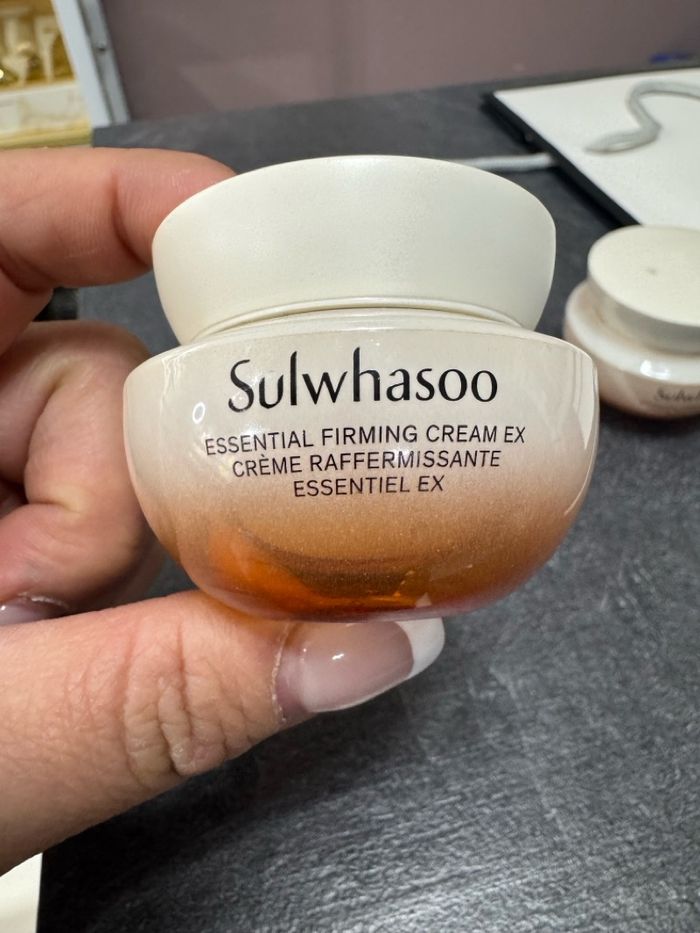 Sulwhasoo
ESSENTIAL FIRMING CREAM EX
CRÈME RAFFERMISSANTE
ESSENTIEL EX